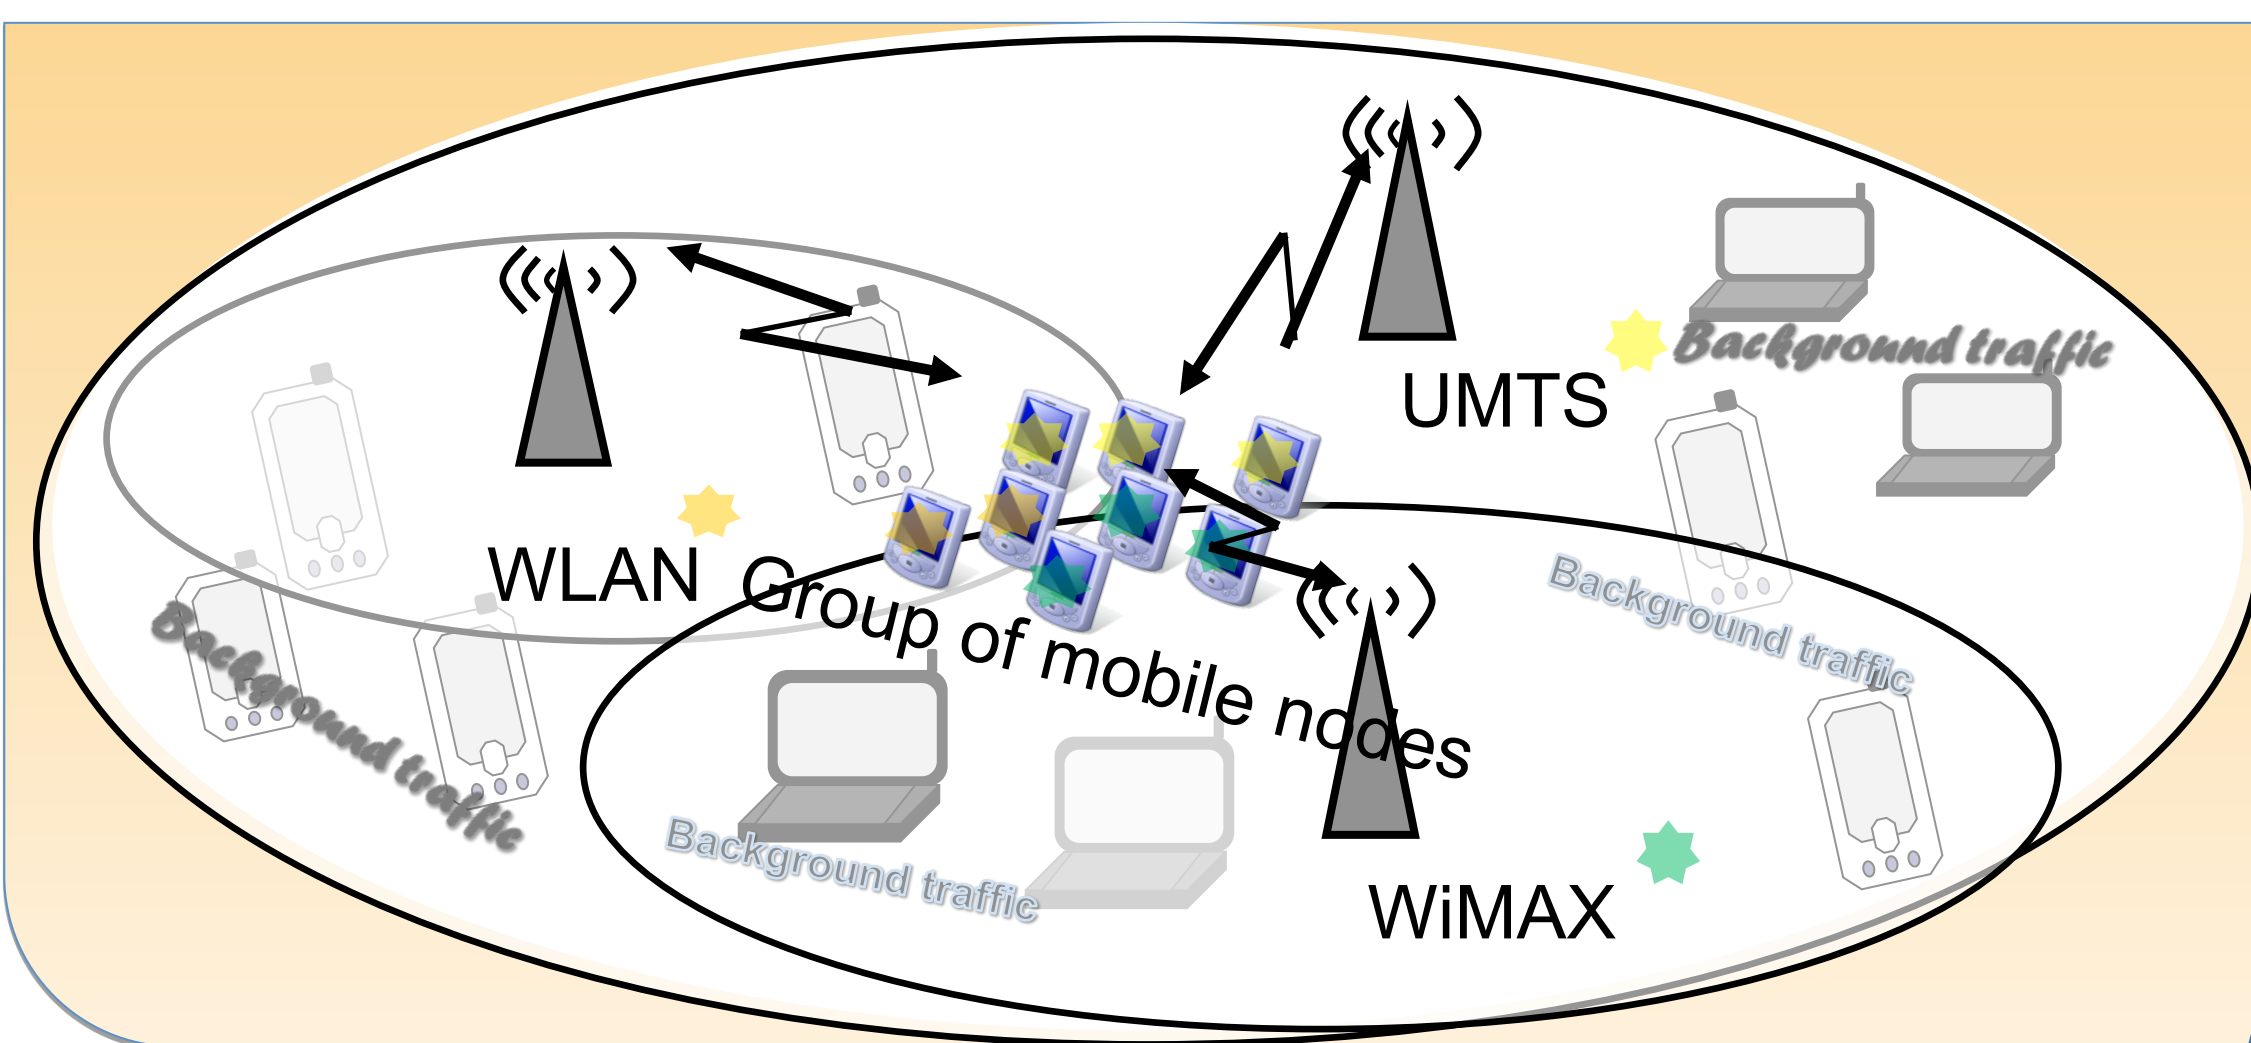 Background traffic
UMTS
WLAN
Group of mobile nodes
Background traffic
Background traffic
Background traffic
WiMAX